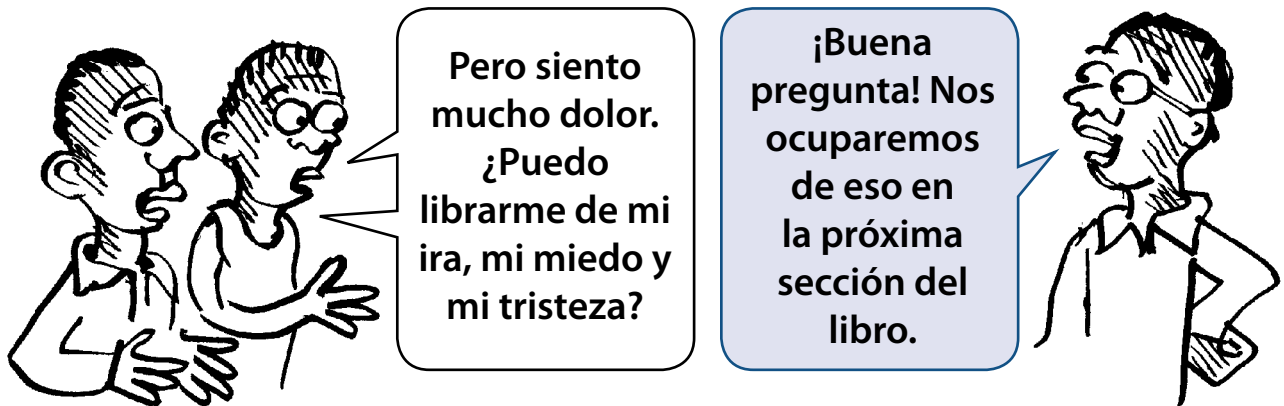 Pero siento
mucho dolor.
¿Puedo
librarme de mi
ira, mi miedo y
mi tristeza?
¡Buena
pregunta! Nos
ocuparemos
de eso en
la próxima
sección del
libro.